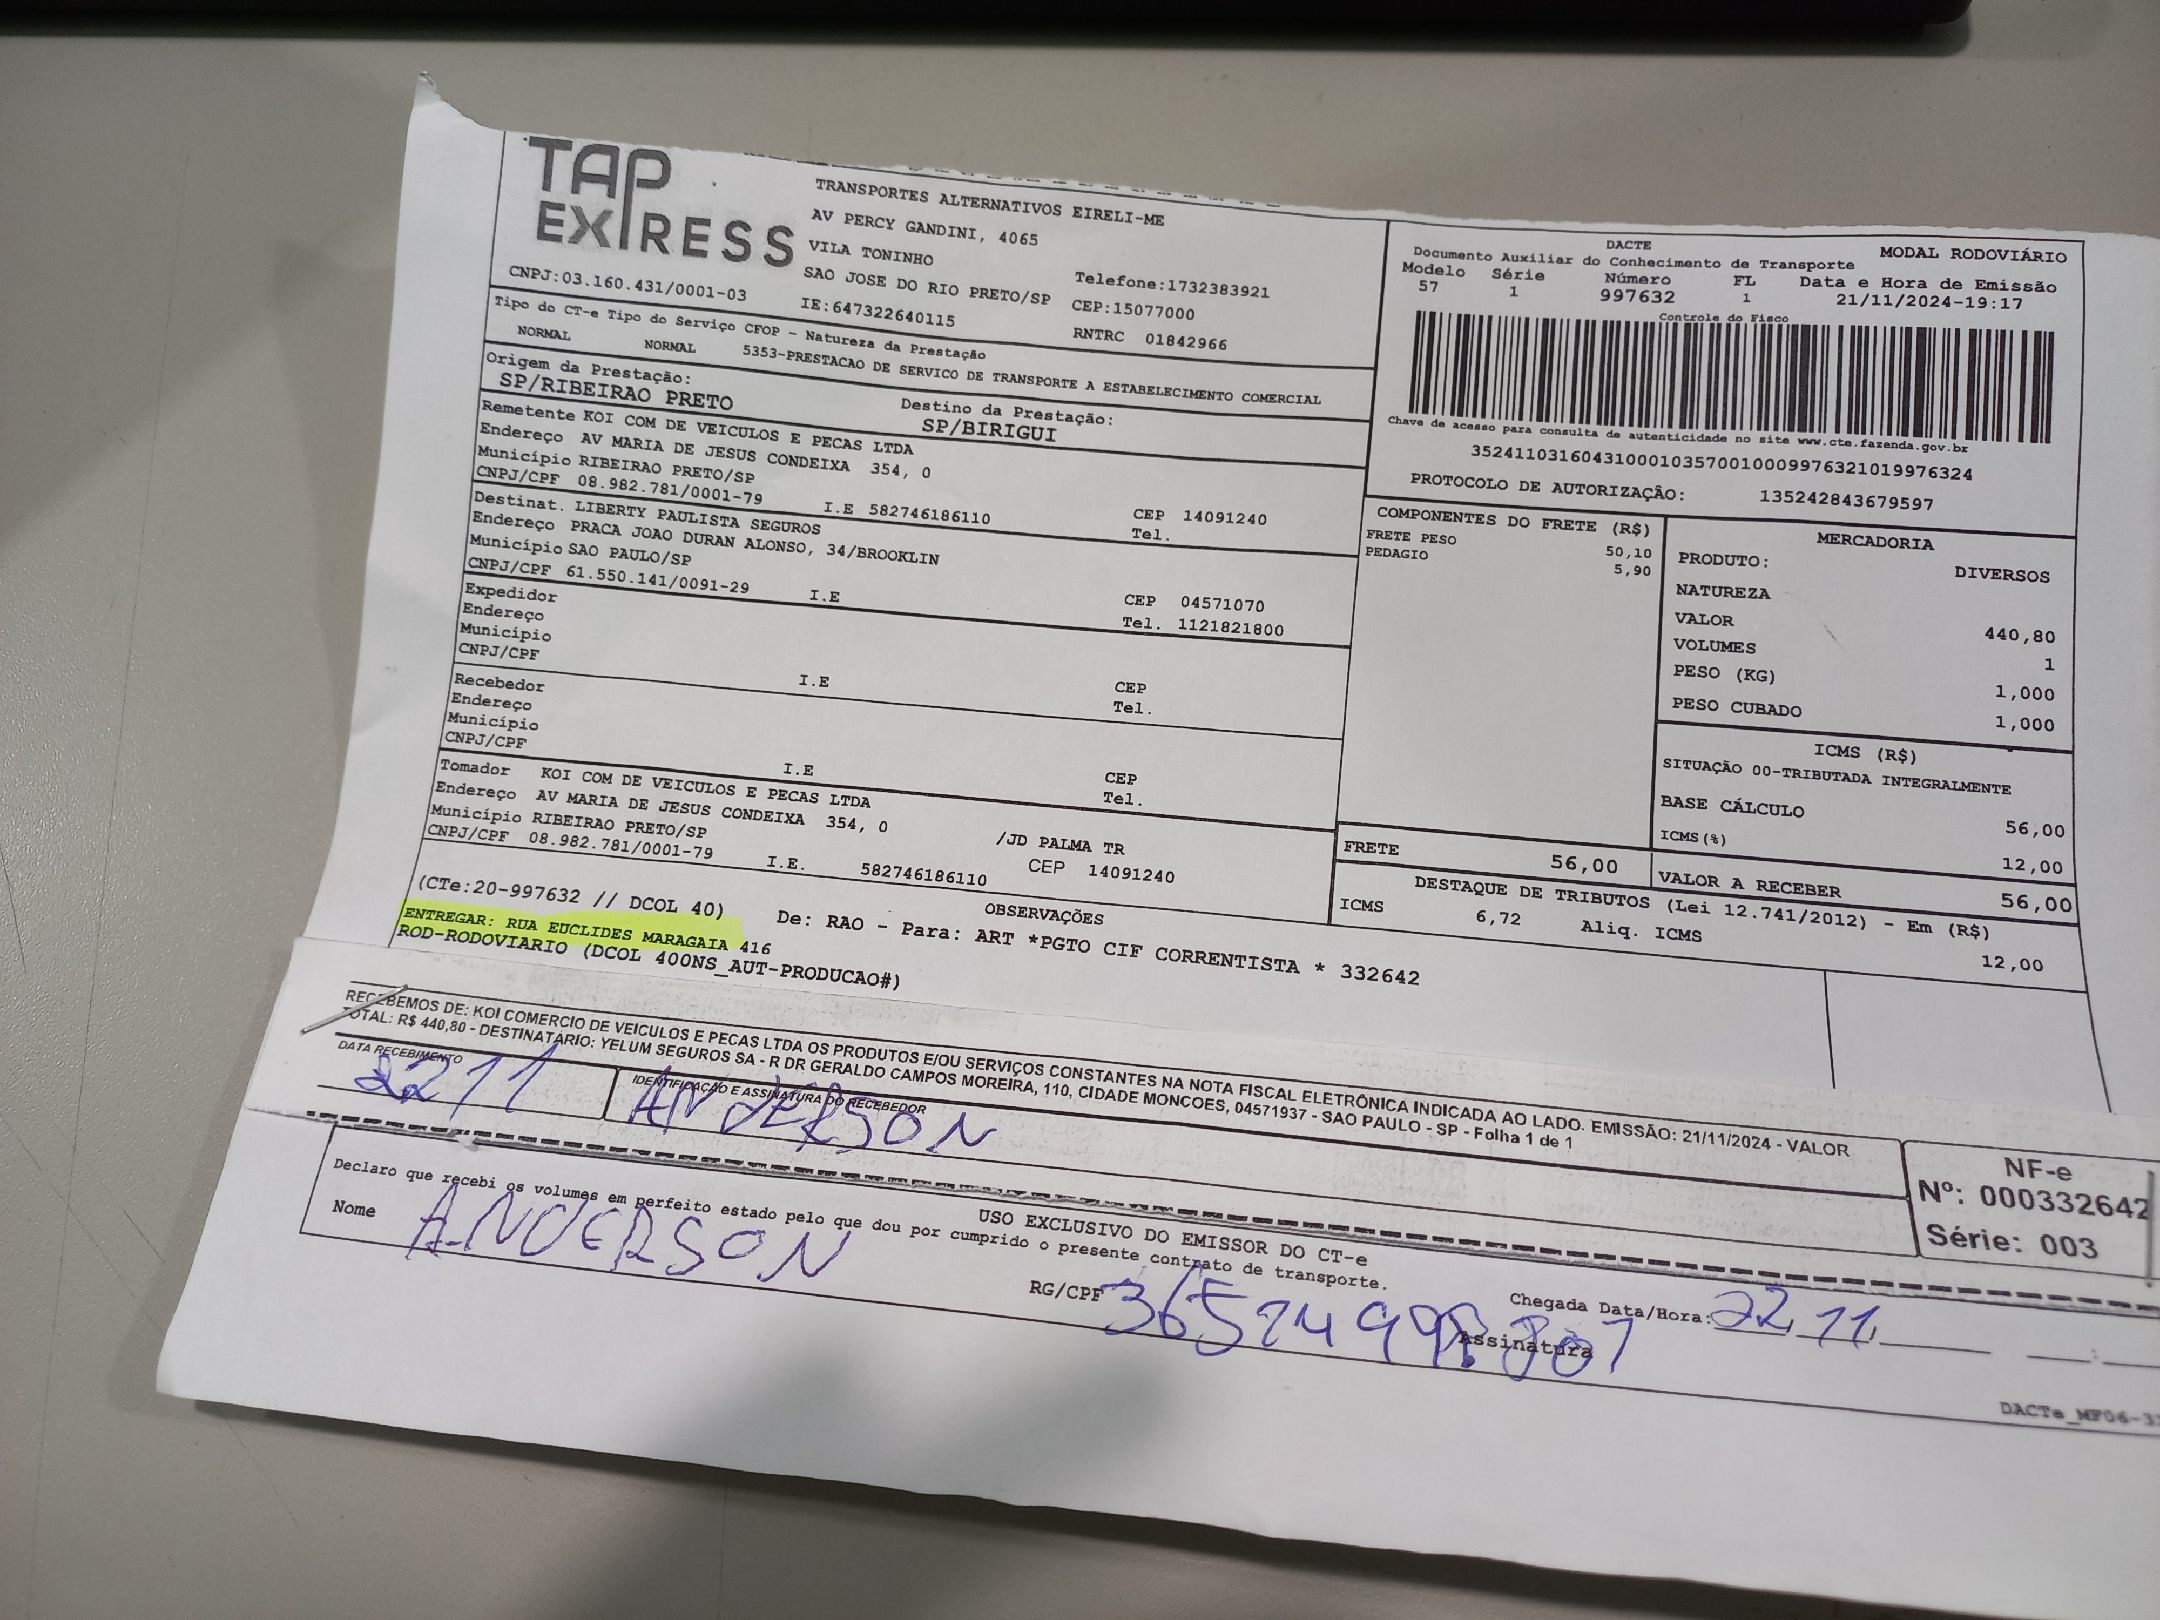 TAP
EXPRESS
TRANSPORTES ALTERNATIVOS EIRELI-ME
AV PERCY GANDINI, 4065
VILA TONINHO
SAO JOSE DO RIO PRETO/SP
Telefone:1732383921
CNPJ:03.160.431/0001-03 IE:647322640115 CEP:15077000
RNTRC 01842966
Tipo do CT-e Tipo do Serviço CFOP - Natureza da Prestação
NORMAL NORMAL 5353-PRESTACAO DE SERVICO DE TRANSPORTE A ESTABELECIMENTO COMERCIAL
Origem da Prestação: Destino da Prestação:
SP/RIBEIRAO PRETO SP/BIRIGUI
Remetente KOI COM DE VEICULOS E PECAS LTDA
Endereço AV MARIA DE JESUS CONDEIXA 354, 0
Município RIBEIRAO PRETO/SP CEP 14091240
CNPJ/CPF 08.982.781/0001-79 I.E 582746186110 Tel.
Destinat. LIBERTY PAULISTA SEGUROS
Endereço PRACA JOAO DURAN ALONSO, 34/BROOKLIN
Município SAO PAULO/SP CEP 04571070
CNPJ/CPF 61.550.141/0091-29 I.E Tel. 1121821800
Expedidor
Endereço
Município CEP
CNPJ/CPF I.E Tel.
Recebedor
Endereço
Município CEP
CNPJ/CPF I.E Tel.
Tomador KOI COM DE VEICULOS E PECAS LTDA
Endereço AV MARIA DE JESUS CONDEIXA 354, 0 /JD PALMA TR
Município RIBEIRAO PRETO/SP CEP 14091240
CNPJ/CPF 08.982.781/0001-79 I.E. 582746186110
DACTE MODAL RODOVIÁRIO
Documento Auxiliar do Conhecimento de Transporte
Modelo Série Número FL Data e Hora de Emissão
57 1 997632 1 21/11/2024-19:17
Controle do Fisco
Chave de acesso para consulta de autenticidade no site www.cte.fazenda.gov.br
35241103160431000103570010009976321019976324
PROTOCOLO DE AUTORIZAÇÃO: 135242843679597
COMPONENTES DO FRETE (R$)
FRETE PESO 50,10
PEDAGIO 5,90
MERCADORIA
PRODUTO: DIVERSOS
NATUREZA
VALOR 440,80
VOLUMES 1
PESO (KG) 1,000
PESO CUBADO 1,000
ICMS (R$)
SITUAÇÃO 00-TRIBUTADA INTEGRALMENTE
BASE CÁLCULO 56,00
ICMS(%) 12,00
FRETE 56,00 VALOR A RECEBER 56,00
DESTAQUE DE TRIBUTOS (Lei 12.741/2012) - Em (R$)
ICMS 6,72 Aliq. ICMS 12,00
OBSERVAÇÕES
(CTe:20-997632 // DCOL 40) De: RAO - Para: ART *PGTO CIF CORRENTISTA * 332642
ENTREGAR: RUA EUCLIDES MARAGAIA 416
ROD-RODOVIARIO (DCOL 400NS_AUT-PRODUCAO#)
RECEBEMOS DE: KOI COMERCIO DE VEICULOS E PECAS LTDA OS PRODUTOS E/OU SERVIÇOS CONSTANTES NA NOTA FISCAL ELETRÔNICA INDICADA AO LADO. EMISSÃO: 21/11/2024 - VALOR
TOTAL: R$ 440,80 - DESTINATÁRIO: YELUM SEGUROS SA - R DR GERALDO CAMPOS MOREIRA, 110, CIDADE MONCOES, 04571937 - SAO PAULO - SP - Folha 1 de 1
DATA RECEBIMENTO IDENTIFICAÇÃO E ASSINATURA DO RECEBEDOR
22 11 ANDERSON
NF-e
Nº: 000332642
Série: 003
USO EXCLUSIVO DO EMISSOR DO CT-e
Declaro que recebi os volumes em perfeito estado pelo que dou por cumprido o presente contrato de transporte.
Nome ANDERSON RG/CPF Assinatura
Chegada Data/Hora: 22 11